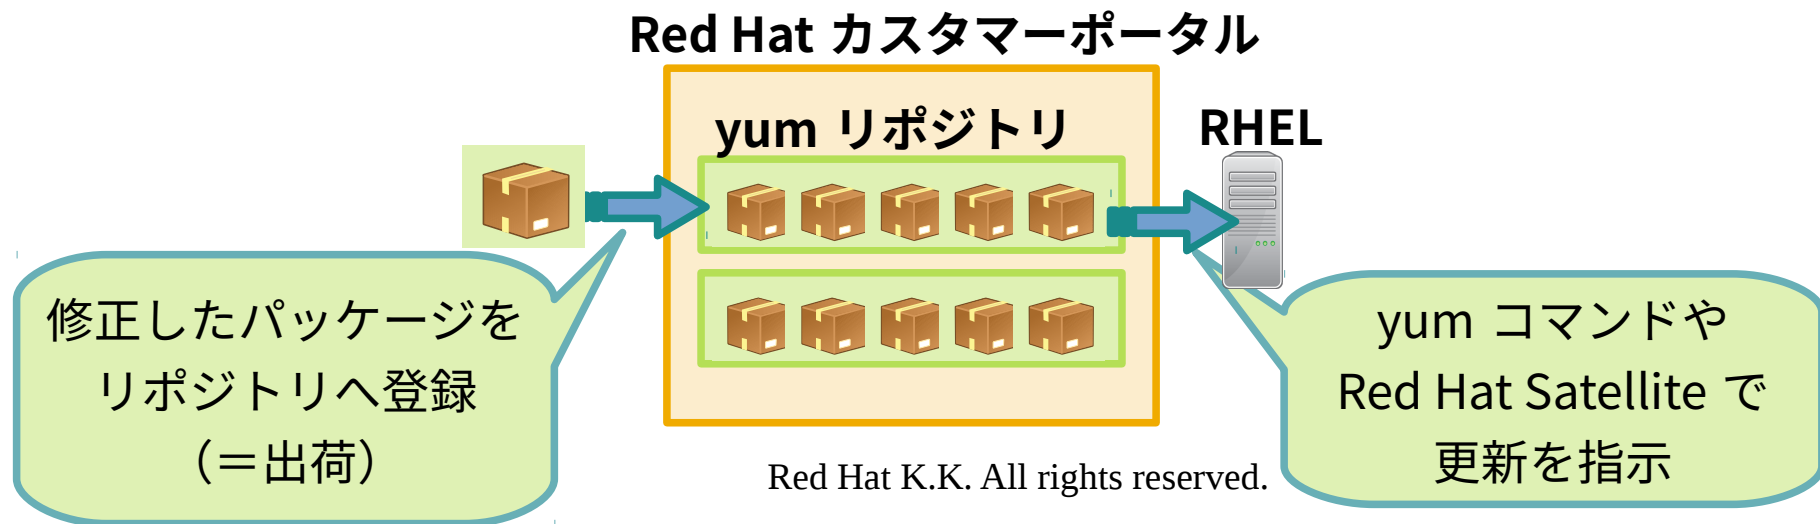 Red Hat カスタマーポータル
yum リポジトリ
RHEL
修正したパッケージを
リポジトリへ登録
（＝出荷）
yum コマンドや
Red Hat Satellite で
更新を指示
Red Hat K.K. All rights reserved.